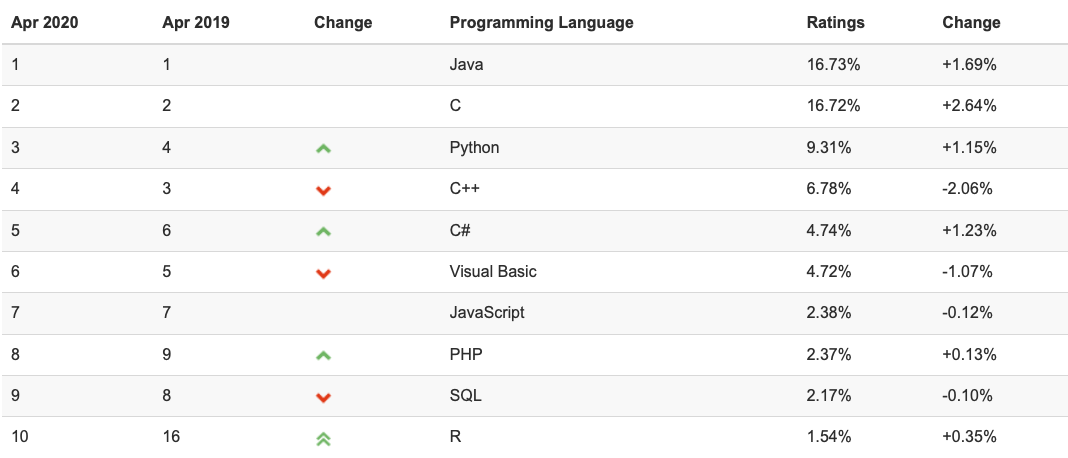 Apr 2020 Apr 2019 Change Programming Language Ratings Change
1 1 Java 16.73% +1.69%
2 2 C 16.72% +2.64%
3 4 Python 9.31% +1.15%
4 3 C++ 6.78% -2.06%
5 6 C# 4.74% +1.23%
6 5 Visual Basic 4.72% -1.07%
7 7 JavaScript 2.38% -0.12%
8 9 PHP 2.37% +0.13%
9 8 SQL 2.17% -0.10%
10 16 R 1.54% +0.35%